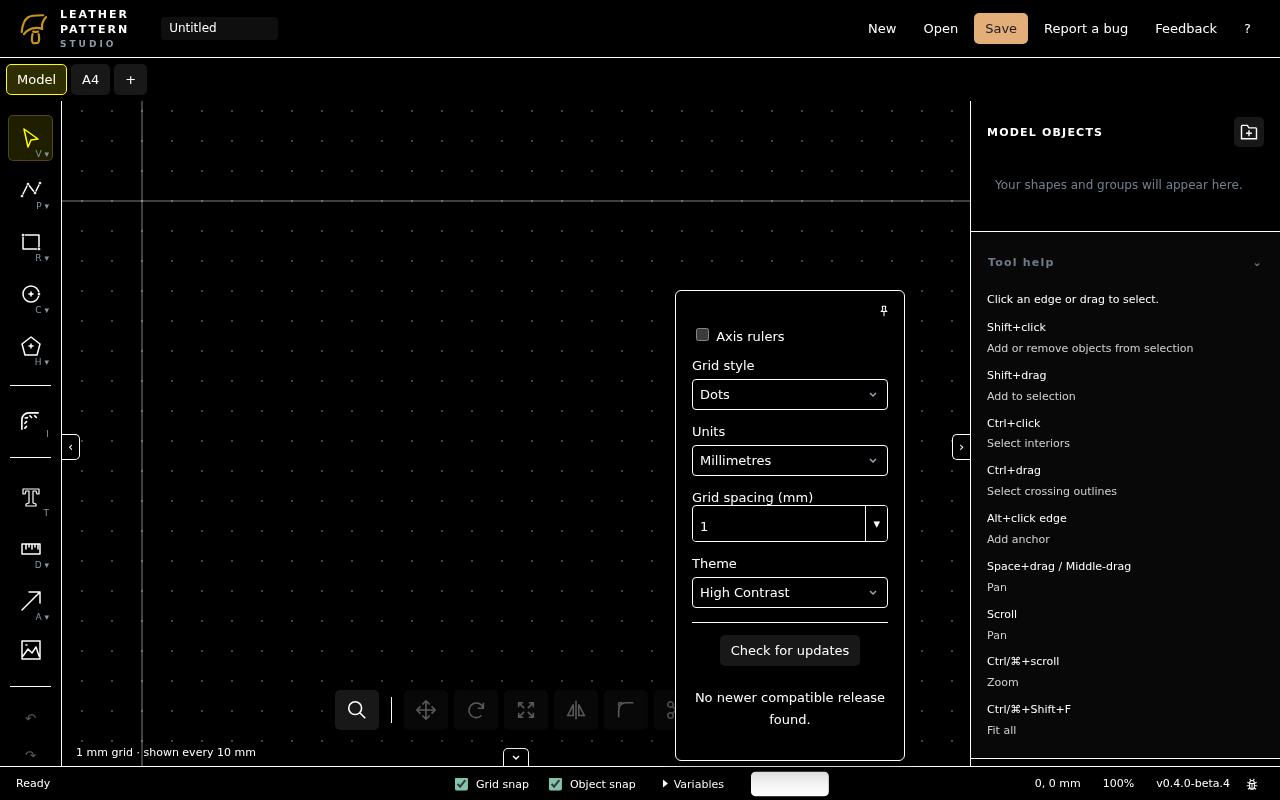 LEATHER
PATTERN
STUDIO
Untitled
New
Open
Save
Report a bug
Feedback
?
Model
A4
+
V
P
R
C
H
I
T
D
A
MODEL OBJECTS
Your shapes and groups will appear here.
Tool help
Click an edge or drag to select.
Shift+click
Add or remove objects from selection
Shift+drag
Add to selection
Ctrl+click
Select interiors
Ctrl+drag
Select crossing outlines
Alt+click edge
Add anchor
Space+drag / Middle-drag
Pan
Scroll
Pan
Ctrl/⌘+scroll
Zoom
Ctrl/⌘+Shift+F
Fit all
Axis rulers
Grid style
Dots
Units
Millimetres
Grid spacing (mm)
1
Theme
High Contrast
Check for updates
No newer compatible release
found.
1 mm grid · shown every 10 mm
Ready
Grid snap
Object snap
Variables
0, 0 mm
100%
v0.4.0-beta.4